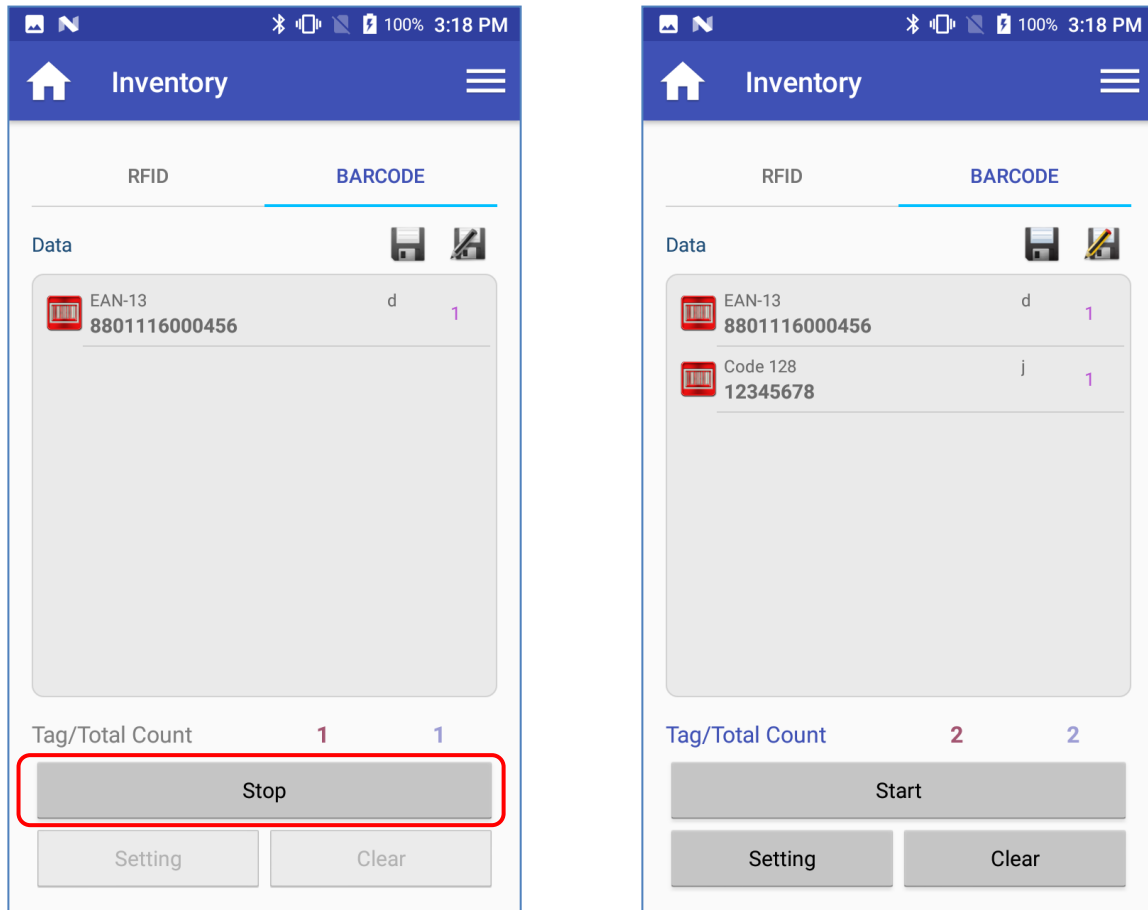 100% 3:18 PM
Inventory
RFID BARCODE
Data
EAN-13 d
8801116000456 1
Tag/Total Count 1 1
Stop
Setting Clear
100% 3:18 PM
Inventory
RFID BARCODE
Data
EAN-13 d
8801116000456 1
Code 128 j
12345678 1
Tag/Total Count 2 2
Start
Setting Clear